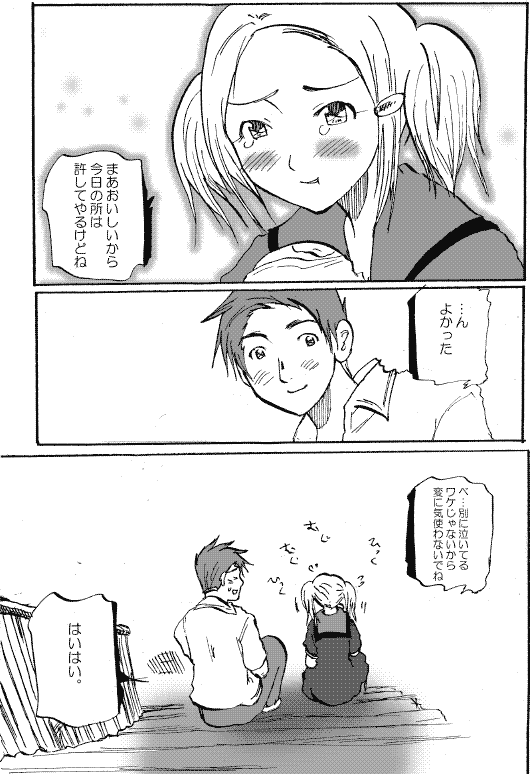 まあおいしいから
今日の所は
許してやるけどね
…ん
よかった
べ…別に泣いてる
ワケじゃないから
変に気使わないでね
ひっく
むぐ
むぐ
はいはい。